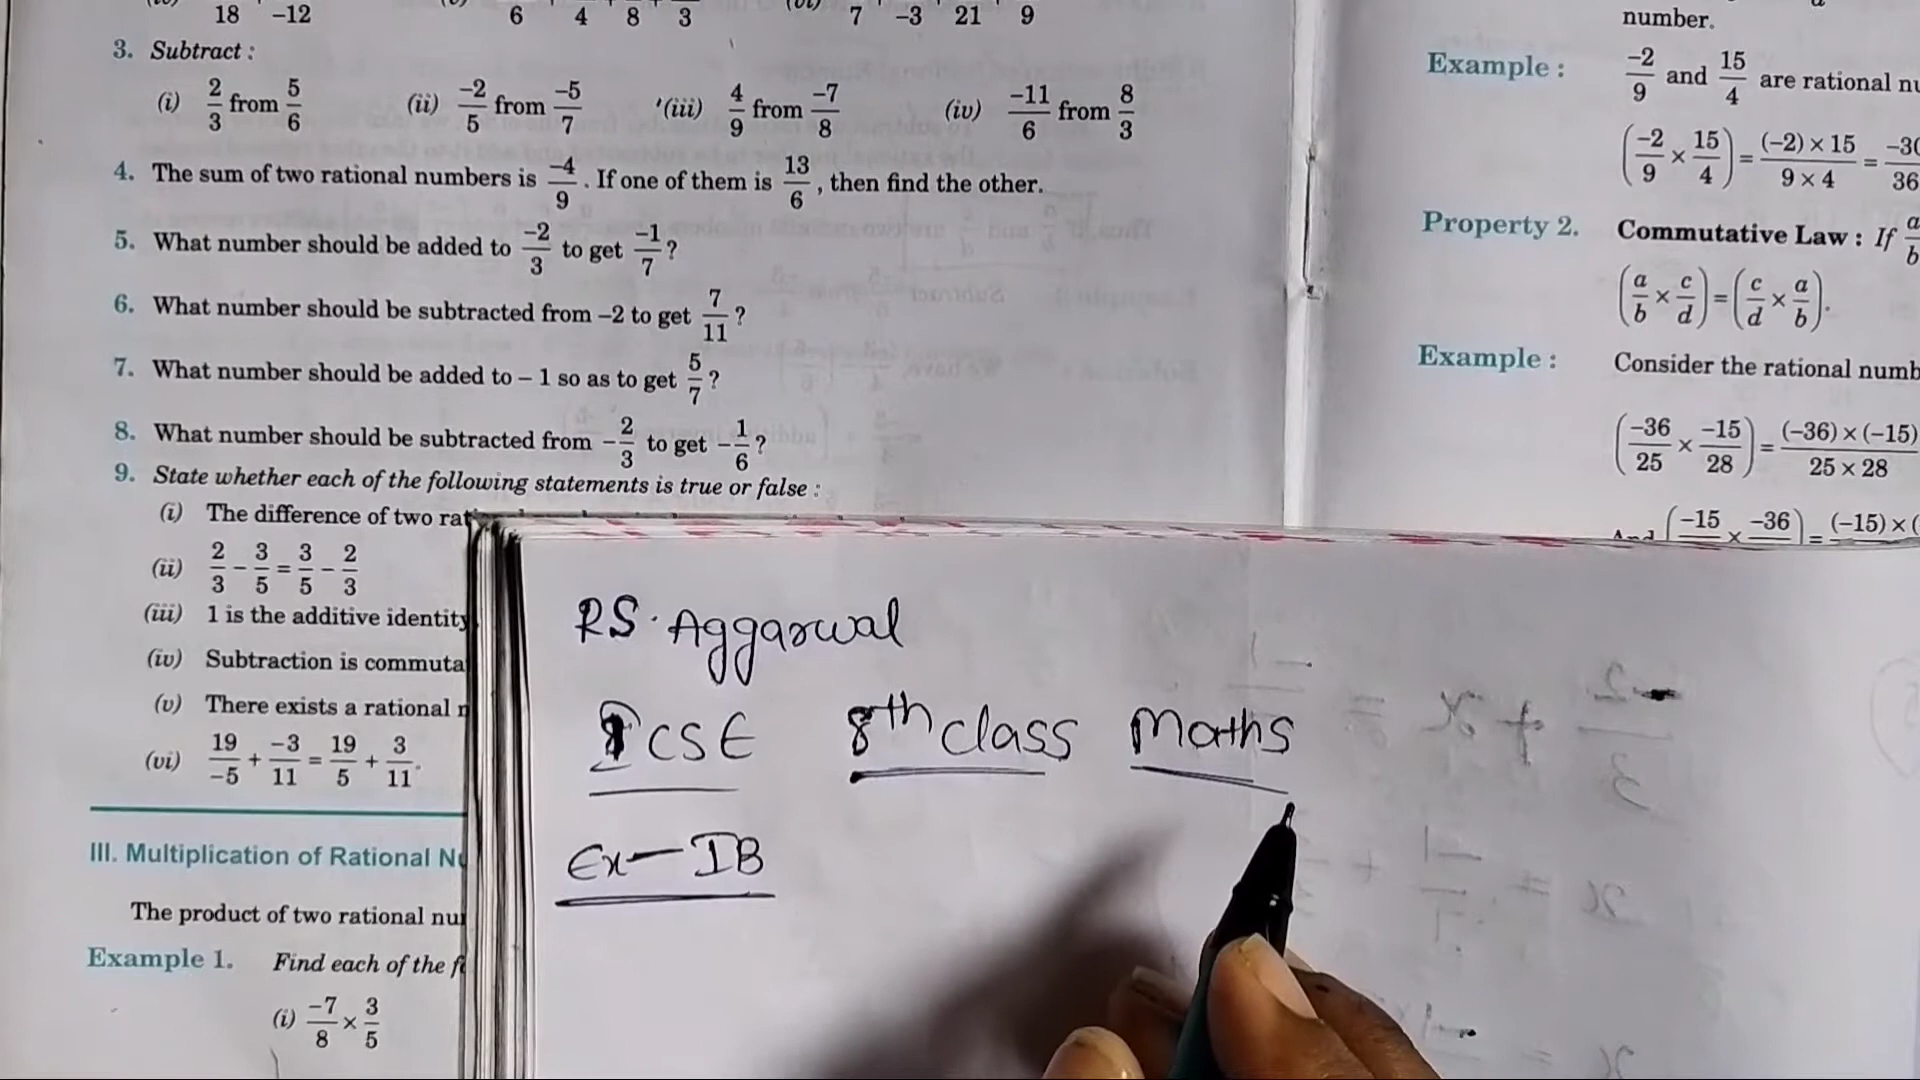 18 -12 6 4 8 3 7 -3 21 9
3. Subtract :
(i) 2/3 from 5/6 (ii) -2/5 from -5/7 (iii) 4/9 from -7/8 (iv) -11/6 from 8/3
4. The sum of two rational numbers is -4/9. If one of them is 13/6, then find the other.
5. What number should be added to -2/3 to get -1/7?
6. What number should be subtracted from -2 to get 7/11?
7. What number should be added to – 1 so as to get 5/7?
8. What number should be subtracted from -2/3 to get -1/6?
9. State whether each of the following statements is true or false :
(i) The difference of two
(ii) 2/3 - 3/5 = 3/5 - 2/3
(iii) 1 is the additive identity
(iv) Subtraction is
(v) There exists a rational
(vi) 19/-5 + -3/11 = 19/5 + 3/11.
III. Multiplication of Rational
The product of two rational
Example 1. Find each of the
(i) -7/8 × 3/5
number.
Example : -2/9 and 15/4 are rational
(-2/9 × 15/4) = (-2) × 15 / 9 × 4 =
36
Property 2. Commutative Law : If a/b
(a/b × c/d) = (c/d × a/b).
Example : Consider the rational
(-36/25 × -15/28) = (-36) × (-15) / 25 × 28
(-15 × -36) = (-15) × (
RS. Aggarwal
ICSE 8th class Maths
Ex-IB